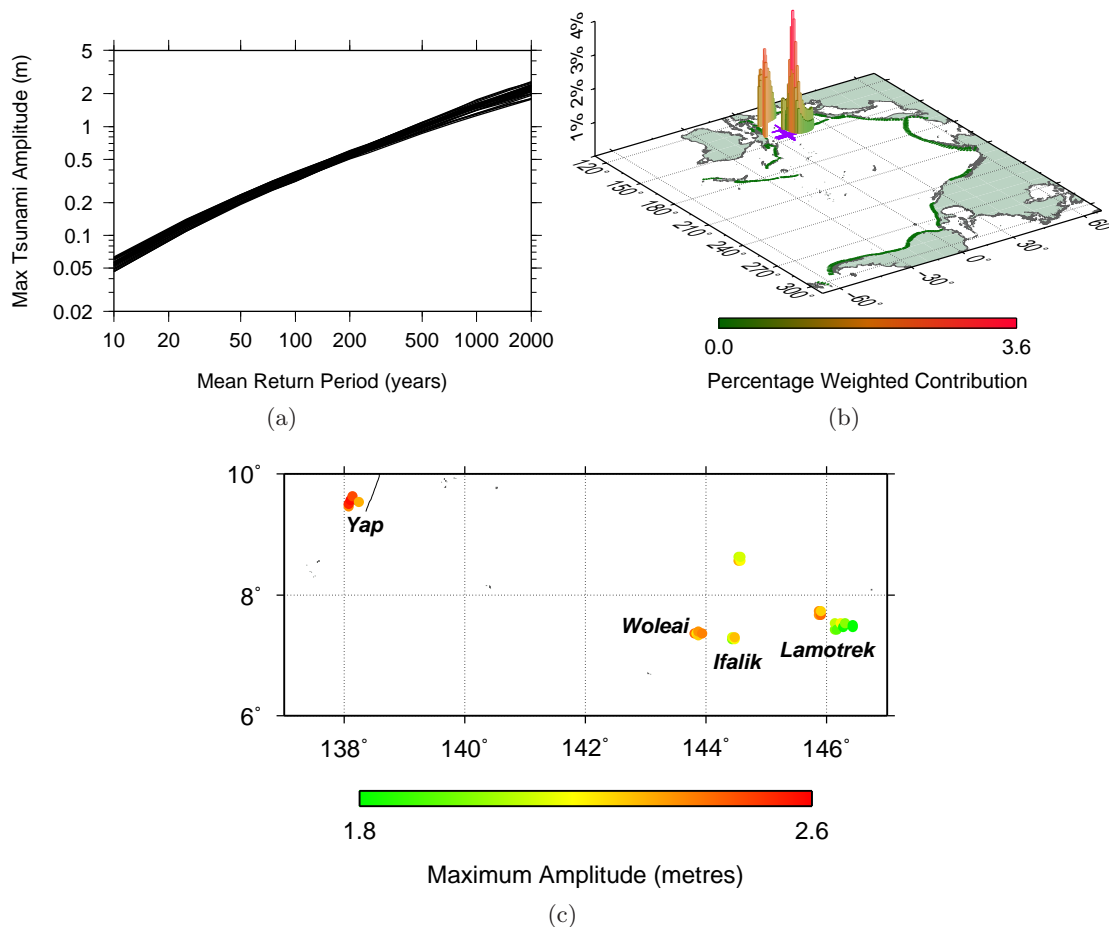 5
2
1
0.5
0.2
0.1
0.05
0.02
Max Tsunami Amplitude (m)
10 20 50 100 200 500 1000 2000
Mean Return Period (years)
(a)
4%
3%
2%
1%
120°
150°
180°
210°
240°
270°
300°
−60°
−30°
0°
30°
60
0.0 3.6
Percentage Weighted Contribution
(b)
10˚
8˚
6˚
Yap
Woleai
Ifalik
Lamotrek
138˚ 140˚ 142˚ 144˚ 146˚
1.8 2.6
Maximum Amplitude (metres)
(c)